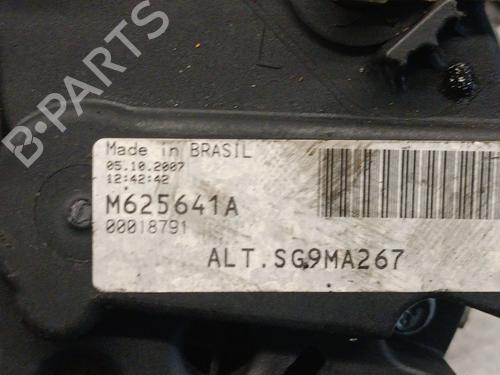 B-PARTS
Made in BRASIL
05.10.2007
12:42:42
M625641A
00018791
ALT.SG9MA267